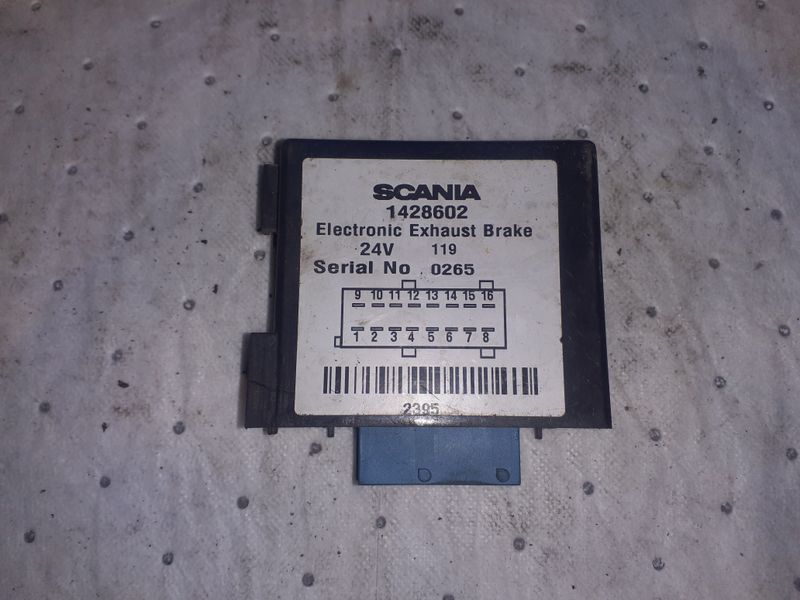 SCANIA
1428602
Electronic Exhaust Brake
24V 119
Serial No 0265
9 10 11 12 13 14 15 16
1 2 3 4 5 6 7 8
2395